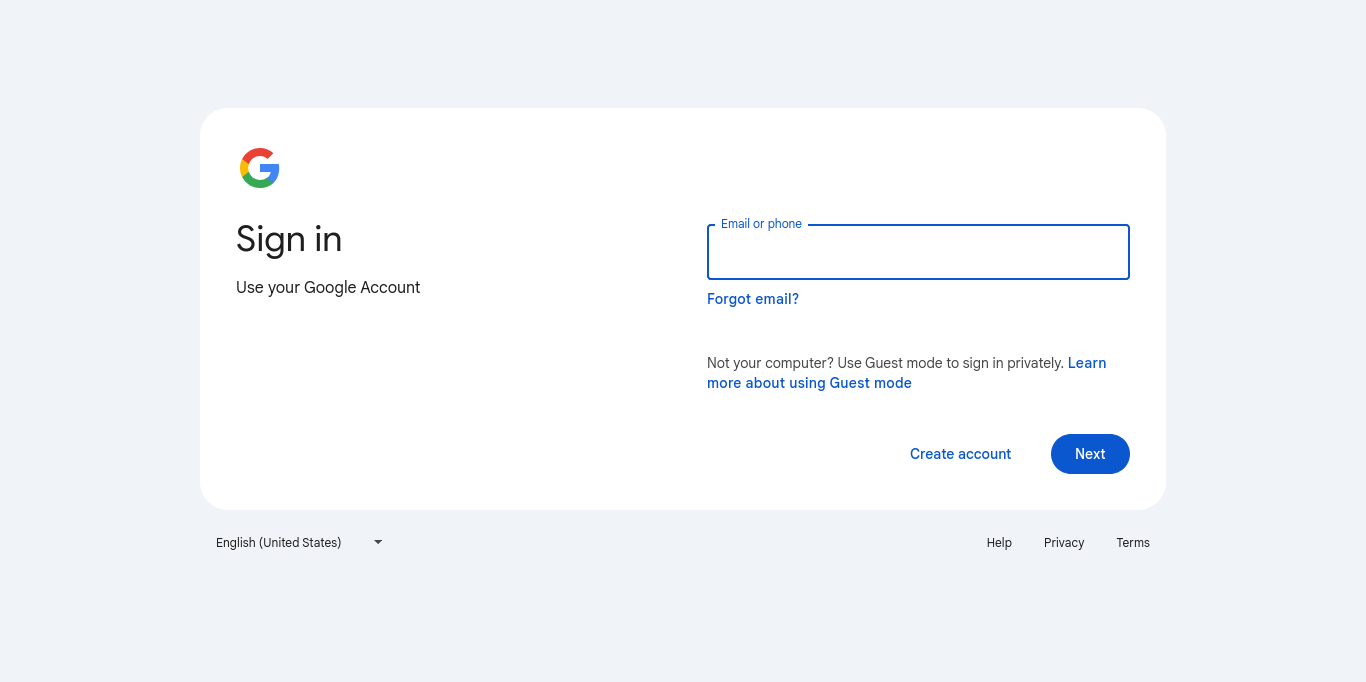 Sign in
Use your Google Account
Email or phone
Forgot email?
Not your computer? Use Guest mode to sign in privately. Learn
more about using Guest mode
Create account
Next
English (United States)
Help
Privacy
Terms